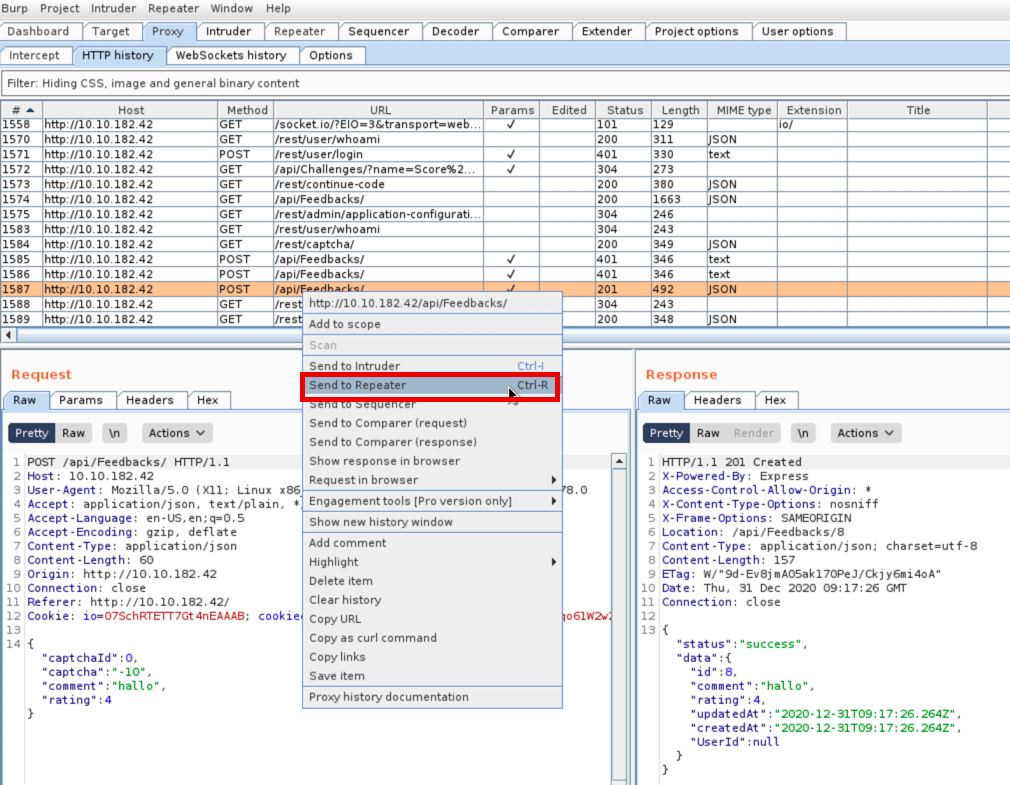 Burp Project Intruder Repeater Window Help
Dashboard Target Proxy Intruder Repeater Sequencer Decoder Comparer Extender Project options User options
Intercept HTTP history WebSockets history Options
Filter: Hiding CSS, image and general binary content
# Host Method URL Params Edited Status Length MIME type Extension Title
1558 http://10.10.182.42 GET /socket.io/?EIO=3&transport=web... ✓ 101 129 io/
1570 http://10.10.182.42 GET /rest/user/whoami 200 311 JSON
1571 http://10.10.182.42 POST /rest/user/login ✓ 401 330 text
1572 http://10.10.182.42 GET /api/Challenges/?name=Score%2... ✓ 304 273
1573 http://10.10.182.42 GET /rest/continue-code 200 380 JSON
1574 http://10.10.182.42 GET /api/Feedbacks/ 200 1663 JSON
1575 http://10.10.182.42 GET /rest/admin/application-configurati... 304 246
1583 http://10.10.182.42 GET /rest/user/whoami 304 243
1584 http://10.10.182.42 GET /rest/captcha/ 200 349 JSON
1585 http://10.10.182.42 POST /api/Feedbacks/ ✓ 401 346 text
1586 http://10.10.182.42 POST /api/Feedbacks/ ✓ 401 346 text
1587 http://10.10.182.42 POST /api/Feedbacks/ ✓ 201 492 JSON
1588 http://10.10.182.42 GET /rest 304 243
1589 http://10.10.182.42 GET /rest 200 348 JSON
http://10.10.182.42/api/Feedbacks/
Add to scope
Scan
Send to Intruder Ctrl-I
Send to Repeater Ctrl-R
Send to Sequencer
Send to Comparer (request)
Send to Comparer (response)
Show response in browser
Request in browser
Engagement tools [Pro version only]
Show new history window
Add comment
Highlight
Delete item
Clear history
Copy URL
Copy as curl command
Copy links
Save item
Proxy history documentation
Request
Raw Params Headers Hex
Pretty Raw \n Actions
1 POST /api/Feedbacks/ HTTP/1.1
2 Host: 10.10.182.42
3 User-Agent: Mozilla/5.0 (X11; Linux x86 78.0
4 Accept: application/json, text/plain, *
5 Accept-Language: en-US,en;q=0.5
6 Accept-Encoding: gzip, deflate
7 Content-Type: application/json
8 Content-Length: 60
9 Origin: http://10.10.182.42
10 Connection: close
11 Referer: http://10.10.182.42/
12 Cookie: io=07SchRTETT7Gt4nEAAAB; cookie qo61W2w2
13
14 {
"captchaId":0,
"captcha":"-10",
"comment":"hallo",
"rating":4
}
Response
Raw Headers Hex
Pretty Raw Render \n Actions
1 HTTP/1.1 201 Created
2 X-Powered-By: Express
3 Access-Control-Allow-Origin: *
4 X-Content-Type-Options: nosniff
5 X-Frame-Options: SAMEORIGIN
6 Location: /api/Feedbacks/8
7 Content-Type: application/json; charset=utf-8
8 Content-Length: 157
9 ETag: W/"9d-Ev8jmA05ak170PeJ/Ckjy6mi4oA"
10 Date: Thu, 31 Dec 2020 09:17:26 GMT
11 Connection: close
12
13 {
"status":"success",
"data":{
"id":8,
"comment":"hallo",
"rating":4,
"updatedAt":"2020-12-31T09:17:26.264Z",
"createdAt":"2020-12-31T09:17:26.264Z",
"UserId":null
}
}